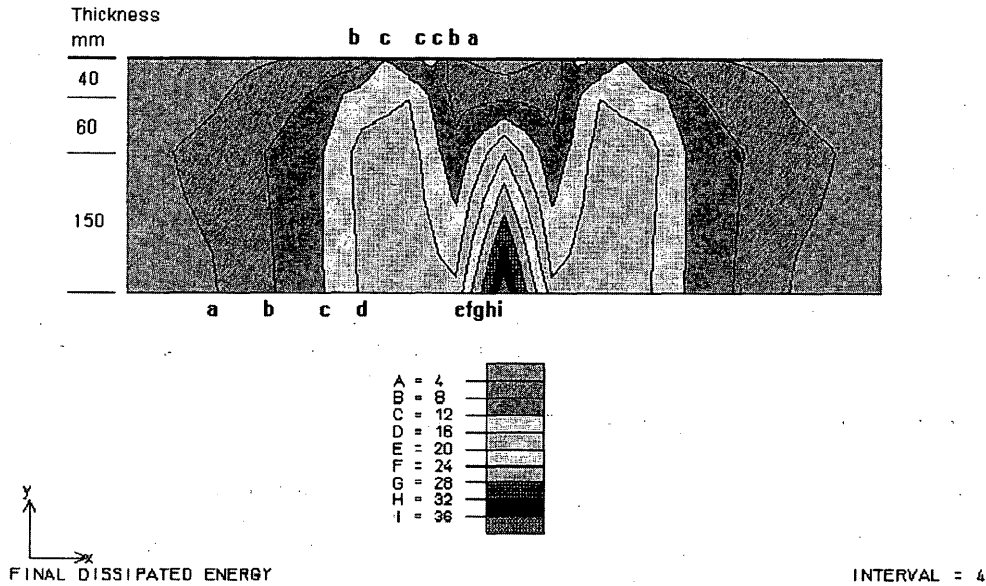 Thickness
mm
b c c c b a
40
60
150
a b c d efghi
A = 4
B = 8
C = 12
D = 16
E = 20
F = 24
G = 28
H = 32
I = 36
y
x
FINAL DISSIPATED ENERGY
INTERVAL = 4